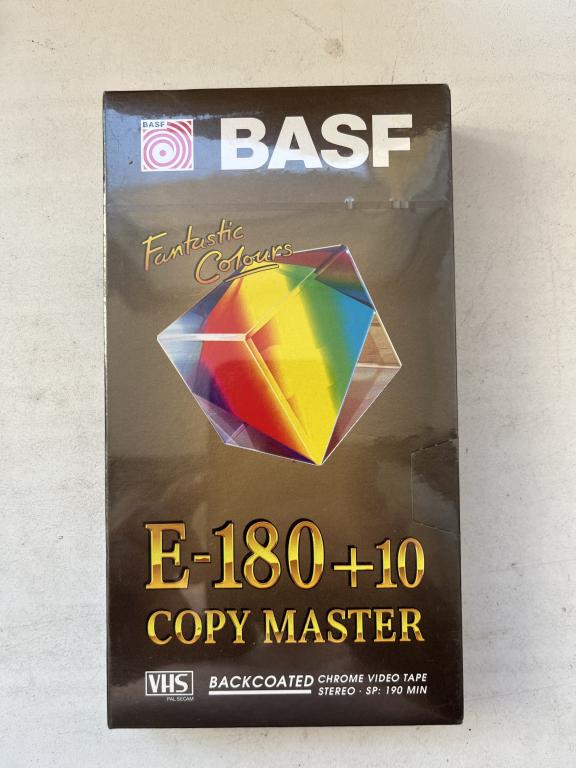 BASF
BASF
Fantastic
Colours
E-180+10
COPY MASTER
VHS
PAL SECAM
BACKCOATED CHROME VIDEO TAPE
STEREO · SP: 190 MIN